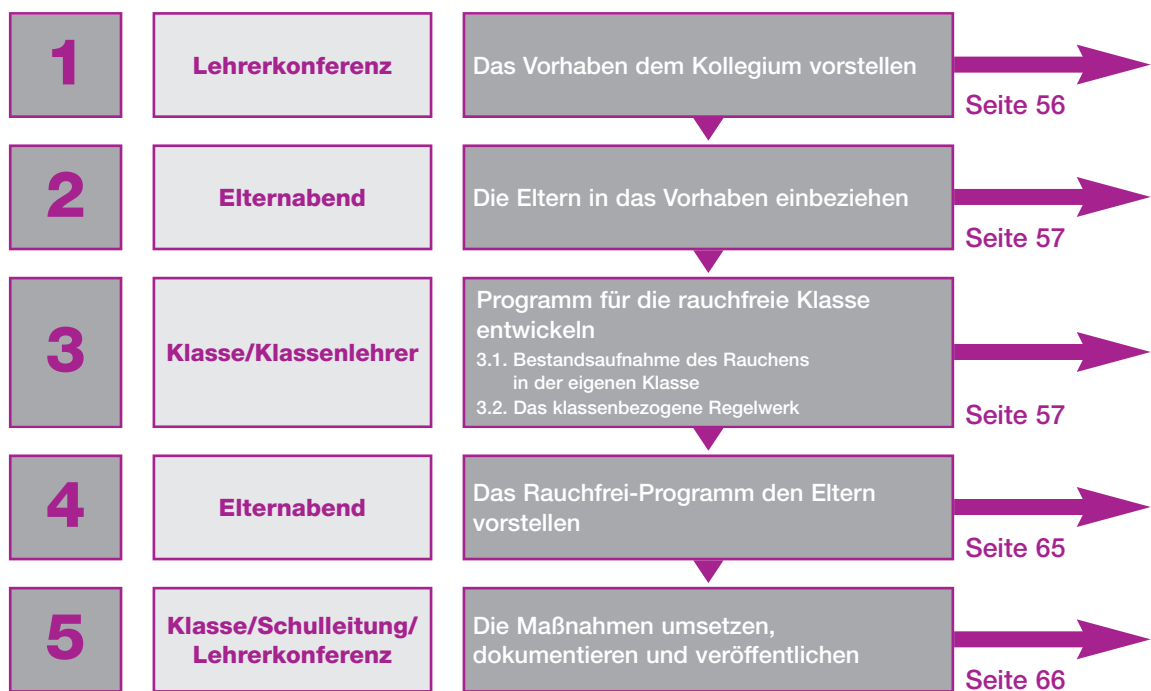 1
Lehrerkonferenz
Das Vorhaben dem Kollegium vorstellen
Seite 56
2
Elternabend
Die Eltern in das Vorhaben einbeziehen
Seite 57
3
Klasse/Klassenlehrer
Programm für die rauchfreie Klasse
entwickeln
3.1. Bestandsaufnahme des Rauchens
in der eigenen Klasse
3.2. Das klassenbezogene Regelwerk
Seite 57
4
Elternabend
Das Rauchfrei-Programm den Eltern
vorstellen
Seite 65
5
Klasse/Schulleitung/
Lehrerkonferenz
Die Maßnahmen umsetzen,
dokumentieren und veröffentlichen
Seite 66